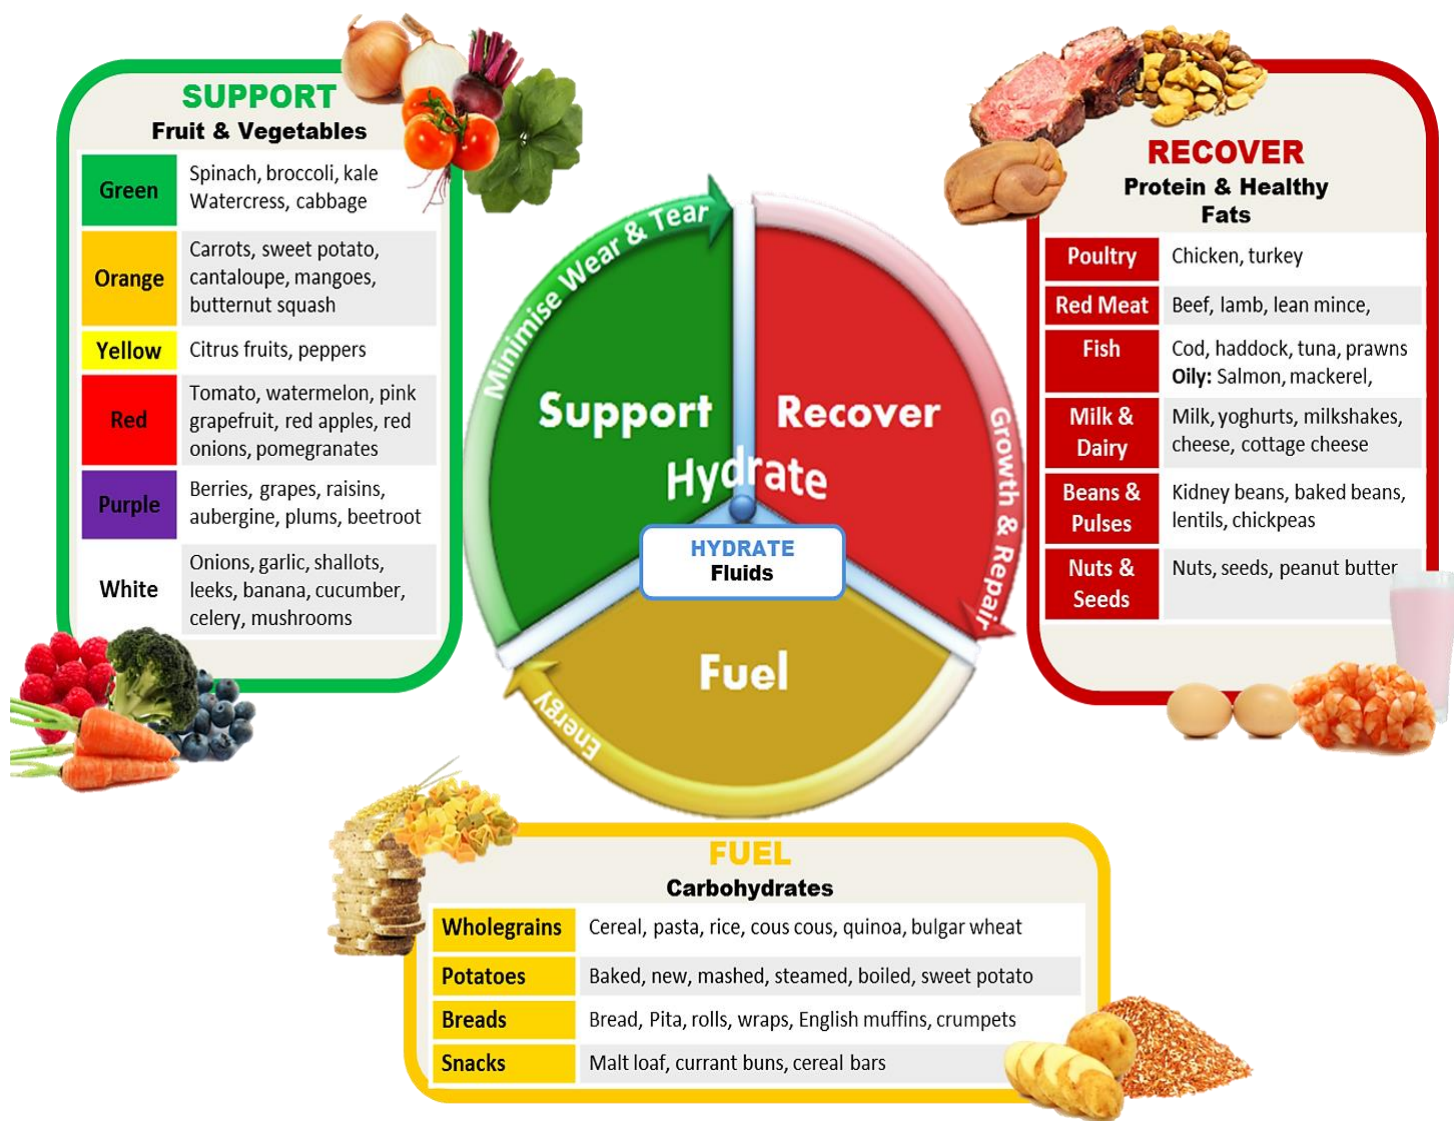 SUPPORT
Fruit & Vegetables
Green
Spinach, broccoli, kale
Watercress, cabbage
Orange
Carrots, sweet potato,
cantaloupe, mangoes,
butternut squash
Yellow
Citrus fruits, peppers
Red
Tomato, watermelon, pink
grapefruit, red apples, red
onions, pomegranates
Purple
Berries, grapes, raisins,
aubergine, plums, beetroot
White
Onions, garlic, shallots,
leeks, banana, cucumber,
celery, mushrooms
Minimise Wear & Tear
Support
Recover
Hydrate
HYDRATE
Fluids
Growth & Repair
Fuel
Energy
RECOVER
Protein & Healthy
Fats
Poultry
Chicken, turkey
Red Meat
Beef, lamb, lean mince,
Fish
Cod, haddock, tuna, prawns
Oily: Salmon, mackerel,
Milk &
Dairy
Milk, yoghurts, milkshakes,
cheese, cottage cheese
Beans &
Pulses
Kidney beans, baked beans,
lentils, chickpeas
Nuts &
Seeds
Nuts, seeds, peanut butter
FUEL
Carbohydrates
Wholegrains
Cereal, pasta, rice, cous cous, quinoa, bulgar wheat
Potatoes
Baked, new, mashed, steamed, boiled, sweet potato
Breads
Bread, Pita, rolls, wraps, English muffins, crumpets
Snacks
Malt loaf, currant buns, cereal bars